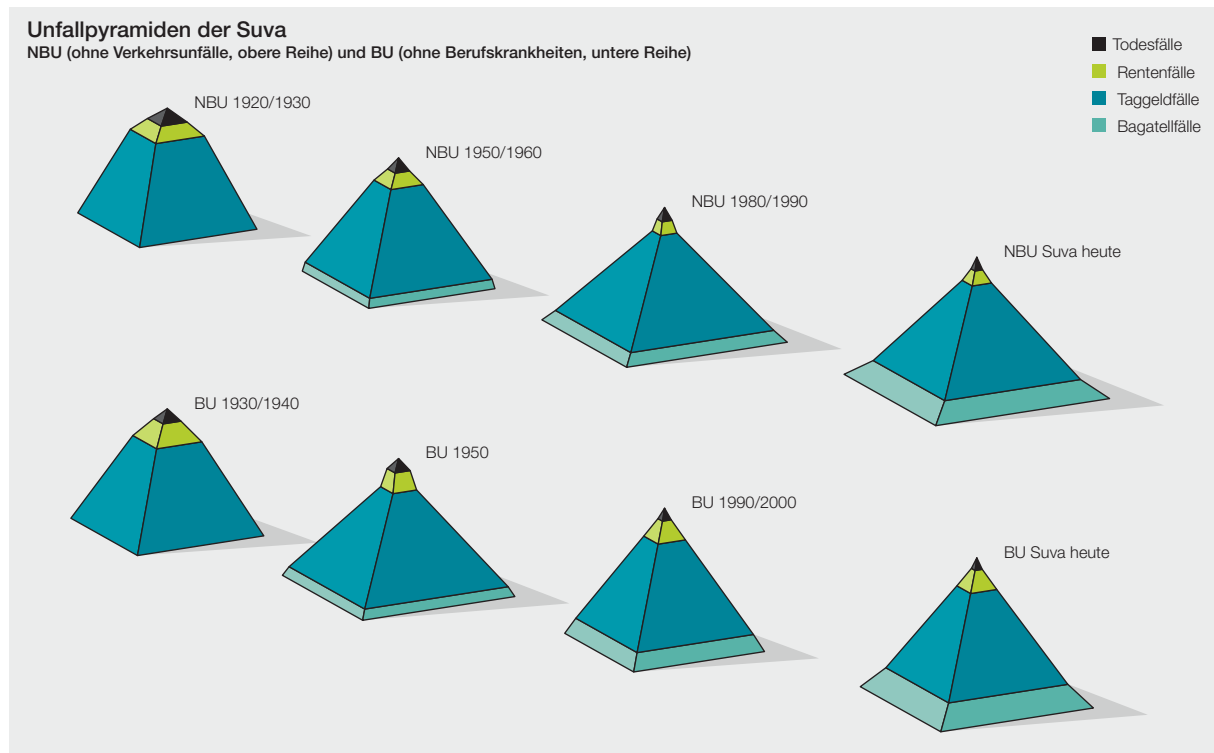 Unfallpyramiden der Suva
NBU (ohne Verkehrsunfälle, obere Reihe) und BU (ohne Berufskrankheiten, untere Reihe)
Todesfälle
Rentenfälle
Taggeldfälle
Bagatellfälle
NBU 1920/1930
NBU 1950/1960
NBU 1980/1990
NBU Suva heute
BU 1930/1940
BU 1950
BU 1990/2000
BU Suva heute